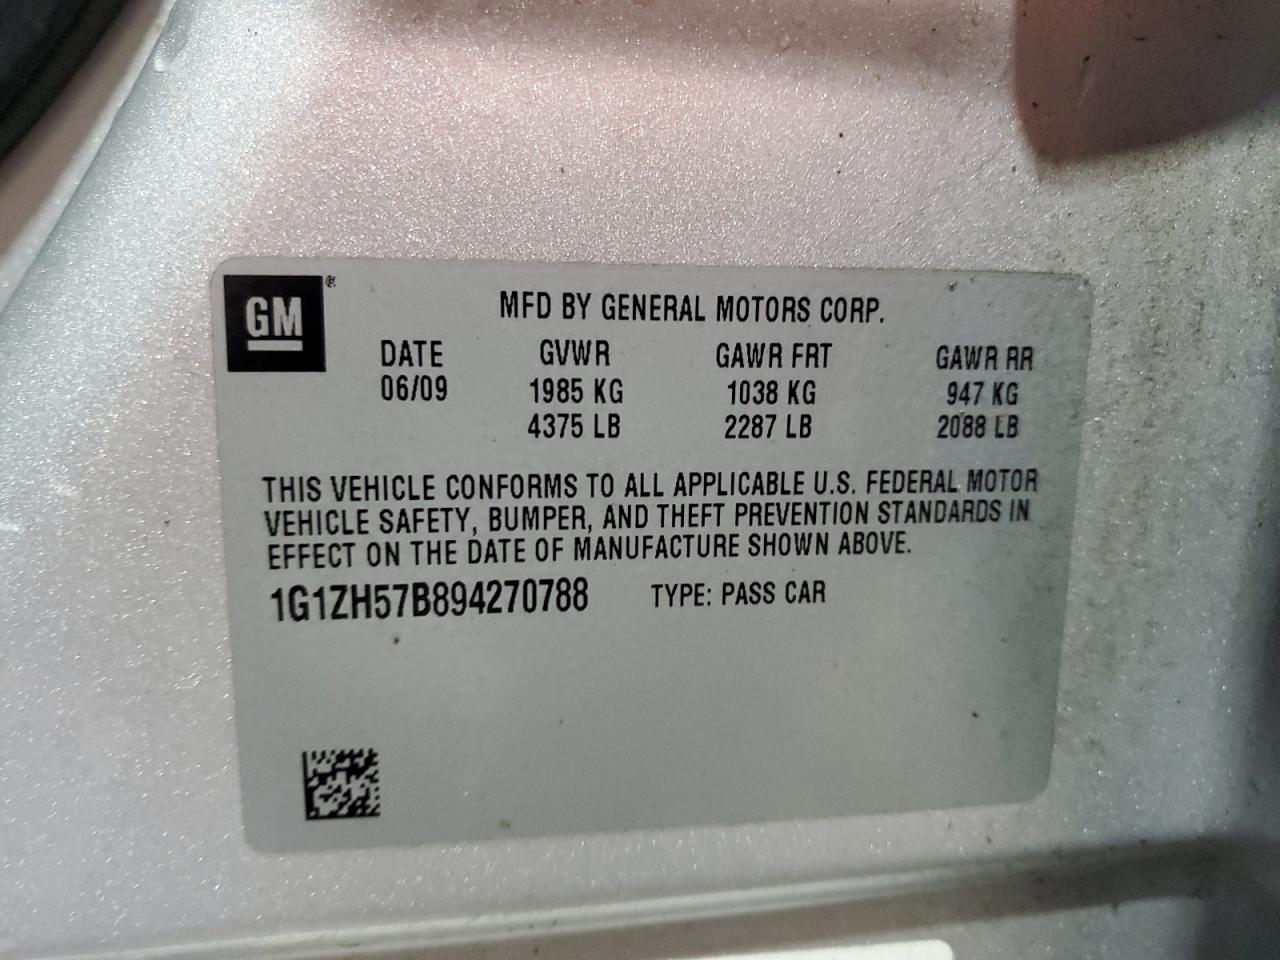 GM®
MFD BY GENERAL MOTORS CORP.
DATE GVWR GAWR FRT GAWR RR
06/09 1985 KG 1038 KG 947 KG
4375 LB 2287 LB 2088 LB
THIS VEHICLE CONFORMS TO ALL APPLICABLE U.S. FEDERAL MOTOR
VEHICLE SAFETY, BUMPER, AND THEFT PREVENTION STANDARDS IN
EFFECT ON THE DATE OF MANUFACTURE SHOWN ABOVE.
1G1ZH57B894270788 TYPE: PASS CAR